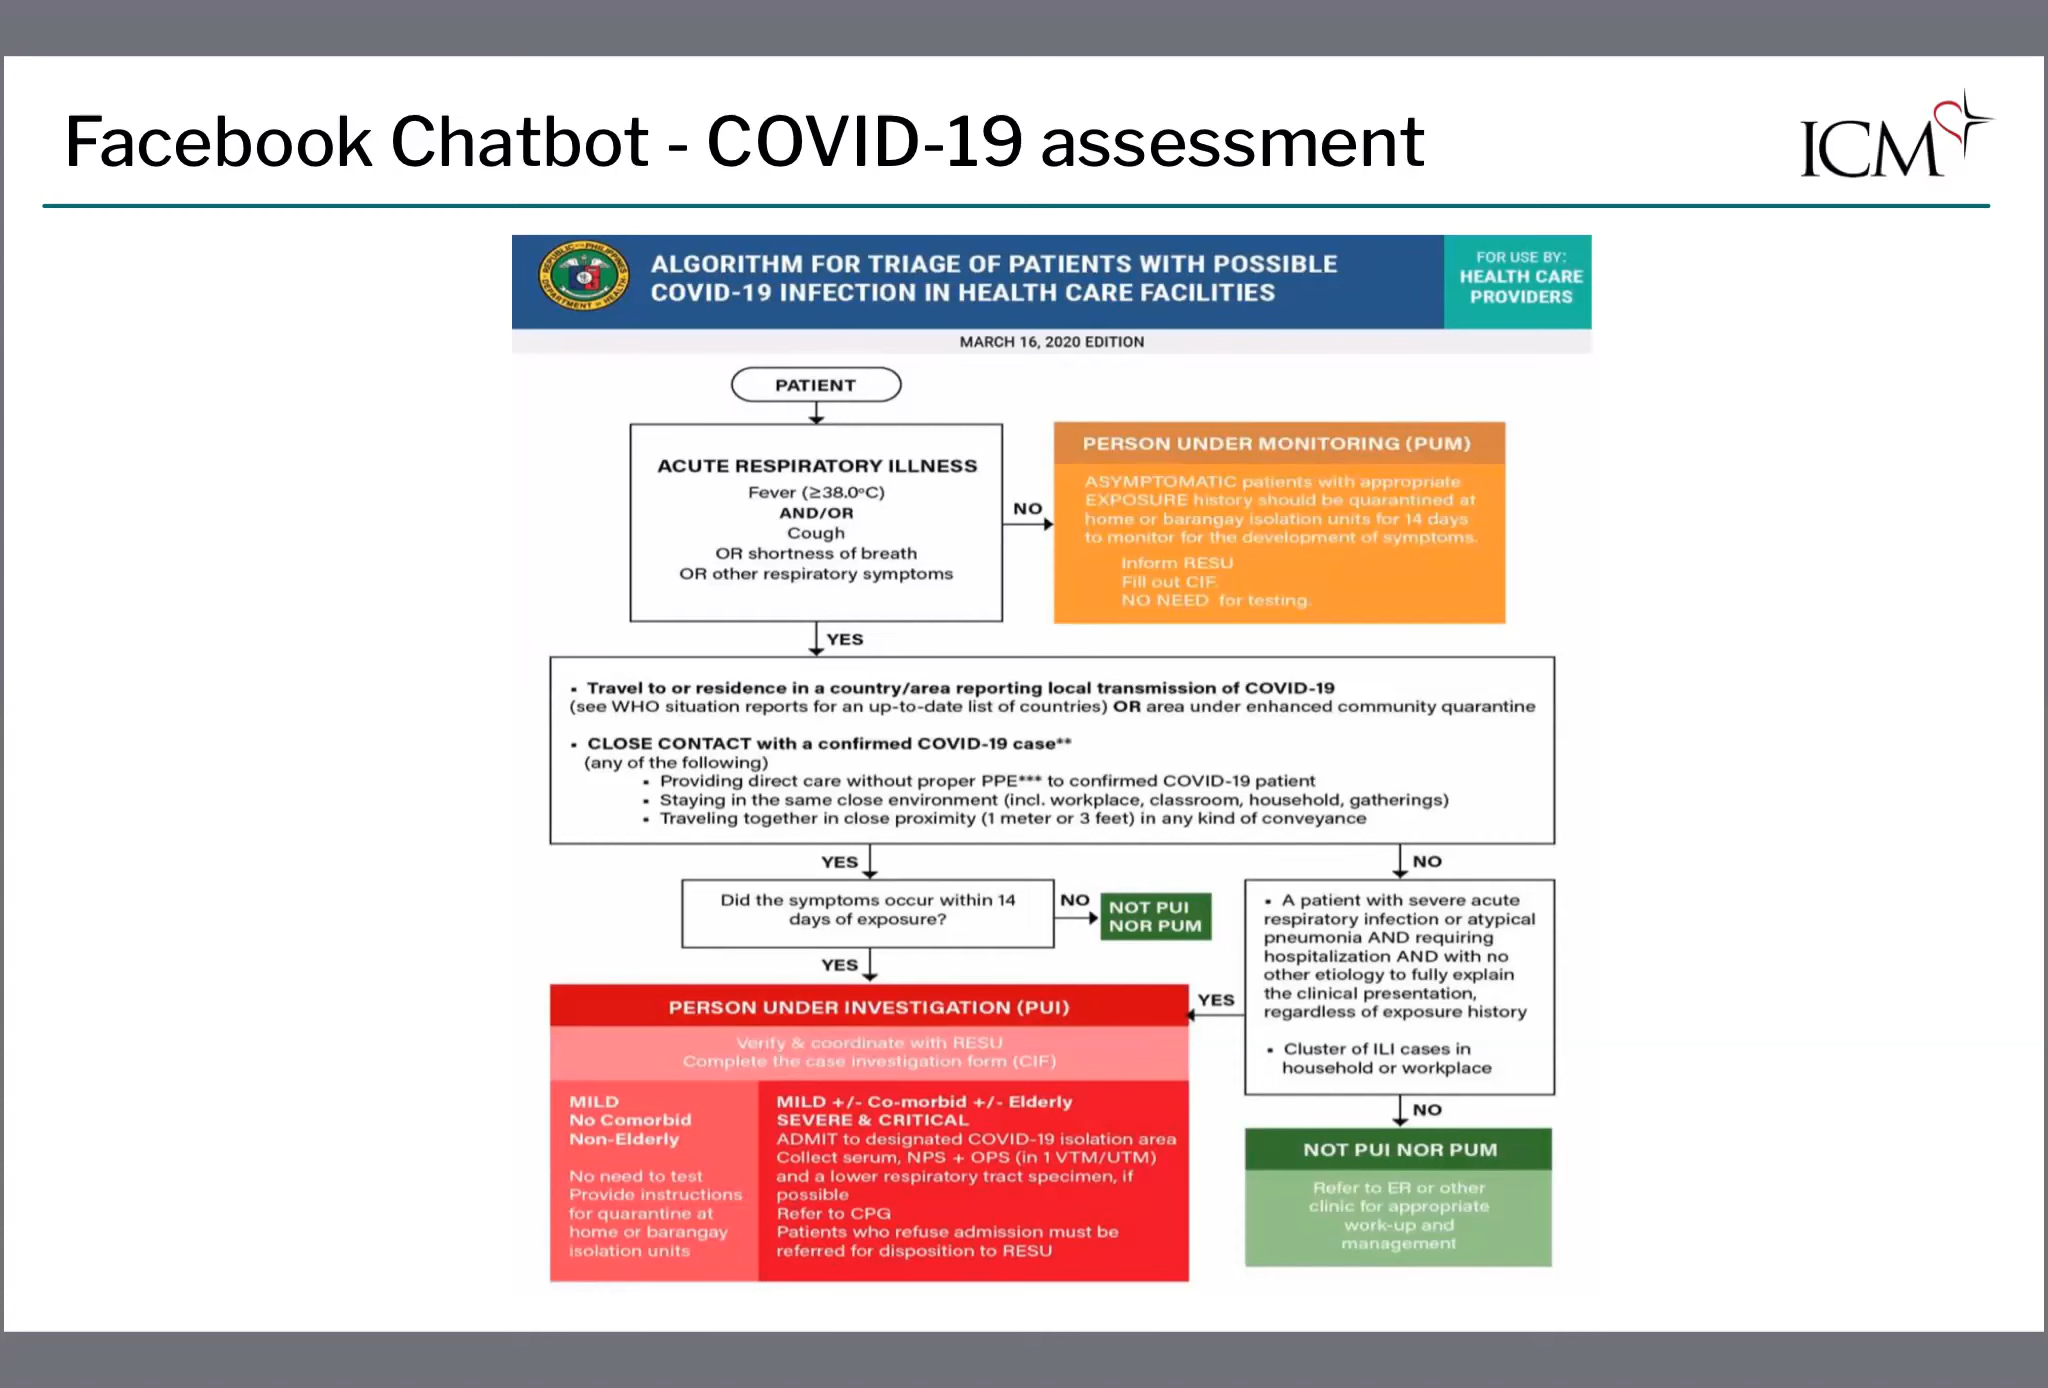 Facebook Chatbot - COVID-19 assessment
ICM
REPUBLIC OF THE PHILIPPINES
DEPARTMENT OF HEALTH
ALGORITHM FOR TRIAGE OF PATIENTS WITH POSSIBLE
COVID-19 INFECTION IN HEALTH CARE FACILITIES
FOR USE BY:
HEALTH CARE
PROVIDERS
MARCH 16, 2020 EDITION
PATIENT
ACUTE RESPIRATORY ILLNESS
Fever (≥38.0°C)
AND/OR
Cough
OR shortness of breath
OR other respiratory symptoms
NO
PERSON UNDER MONITORING (PUM)
ASYMPTOMATIC patients with appropriate
EXPOSURE history should be quarantined at
home or barangay isolation units for 14 days
to monitor for the development of symptoms.
Inform RESU
Fill out CIF.
NO NEED for testing.
YES
▪ Travel to or residence in a country/area reporting local transmission of COVID-19
(see WHO situation reports for an up-to-date list of countries) OR area under enhanced community quarantine
▪ CLOSE CONTACT with a confirmed COVID-19 case**
(any of the following)
▪ Providing direct care without proper PPE*** to confirmed COVID-19 patient
▪ Staying in the same close environment (incl. workplace, classroom, household, gatherings)
▪ Traveling together in close proximity (1 meter or 3 feet) in any kind of conveyance
YES
NO
Did the symptoms occur within 14
days of exposure?
NO
NOT PUI
NOR PUM
▪ A patient with severe acute
respiratory infection or atypical
pneumonia AND requiring
hospitalization AND with no
other etiology to fully explain
the clinical presentation,
regardless of exposure history
▪ Cluster of ILI cases in
household or workplace
YES
YES
PERSON UNDER INVESTIGATION (PUI)
Verify & coordinate with RESU
Complete the case investigation form (CIF)
MILD
No Comorbid
Non-Elderly
No need to test
Provide instructions
for quarantine at
home or barangay
isolation units
MILD +/- Co-morbid +/- Elderly
SEVERE & CRITICAL
ADMIT to designated COVID-19 isolation area
Collect serum, NPS + OPS (in 1 VTM/UTM)
and a lower respiratory tract specimen, if
possible
Refer to CPG
Patients who refuse admission must be
referred for disposition to RESU
NO
NOT PUI NOR PUM
Refer to ER or other
clinic for appropriate
work-up and
management